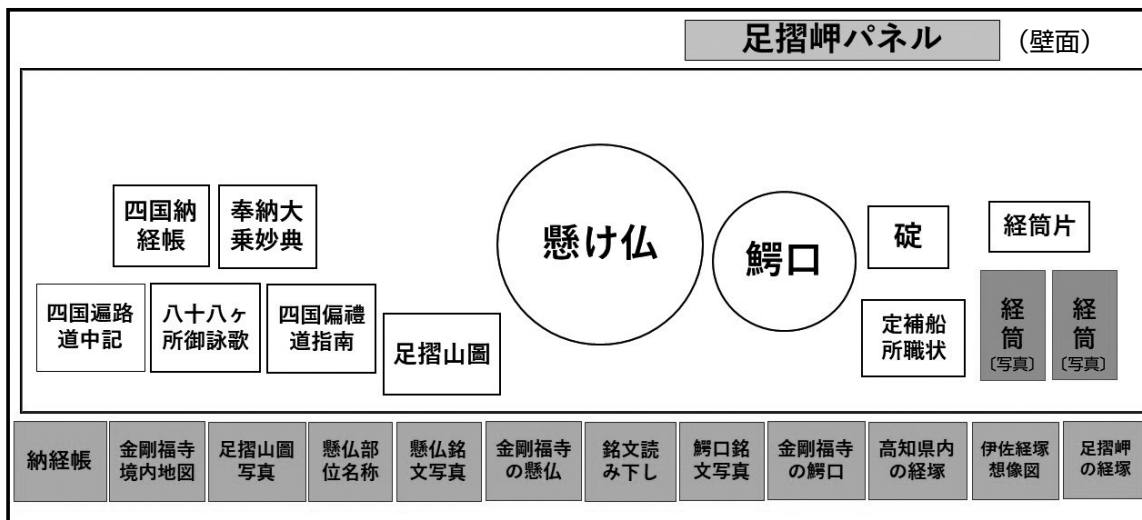 足摺岬パネル
（壁面）
四国納
経帳
奉納大
乗妙典
懸け仏
鰐口
碇
経筒片
四国遍路
道中記
八十八ヶ
所御詠歌
四国偏禮
道指南
足摺山圖
定補船
所職状
経
筒
〔写真〕
経
筒
〔写真〕
納経帳
金剛福寺
境内地図
足摺山圖
写真
懸仏部
位名称
懸仏銘
文写真
金剛福寺
の懸仏
銘文読
み下し
鰐口銘
文写真
金剛福寺
の鰐口
高知県内
の経塚
伊佐経塚
想像図
足摺岬
の経塚